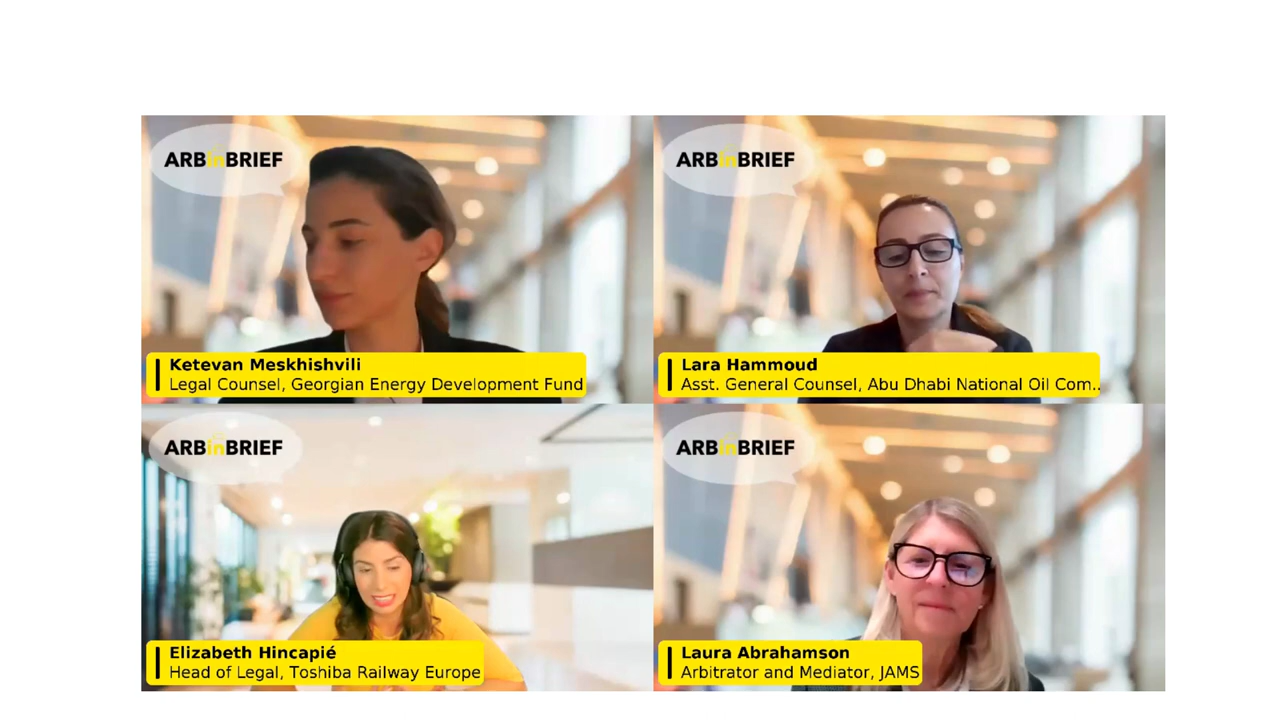 ARBinBRIEF
Ketevan Meskhishvili
Legal Counsel, Georgian Energy Development Fund
ARBinBRIEF
Lara Hammoud
Asst. General Counsel, Abu Dhabi National Oil Com..
ARBinBRIEF
Elizabeth Hincapié
Head of Legal, Toshiba Railway Europe
ARBinBRIEF
Laura Abrahamson
Arbitrator and Mediator, JAMS